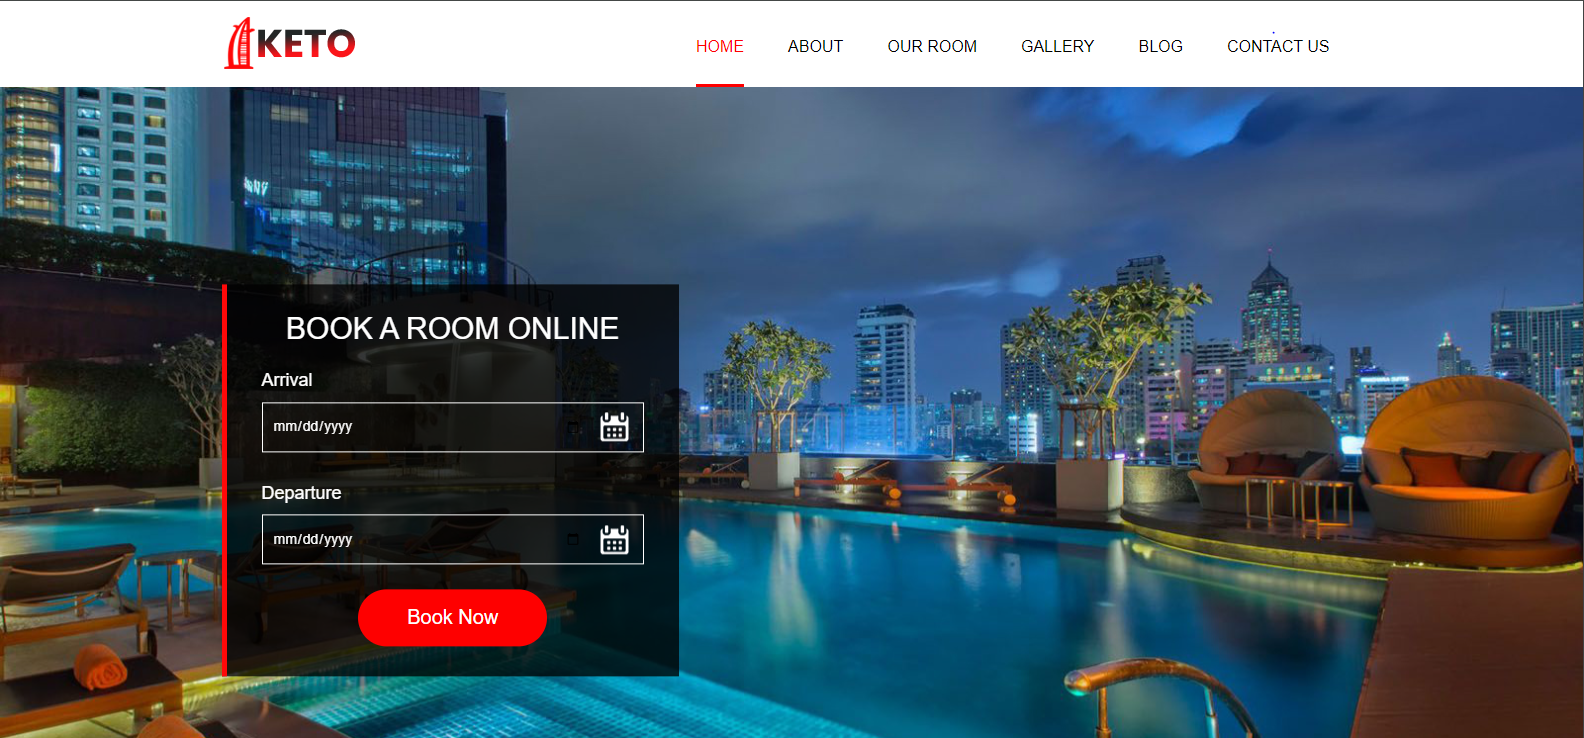 KETO
HOME ABOUT OUR ROOM GALLERY BLOG CONTACT US
BOOK A ROOM ONLINE
Arrival
mm/dd/yyyy
Departure
mm/dd/yyyy
Book Now